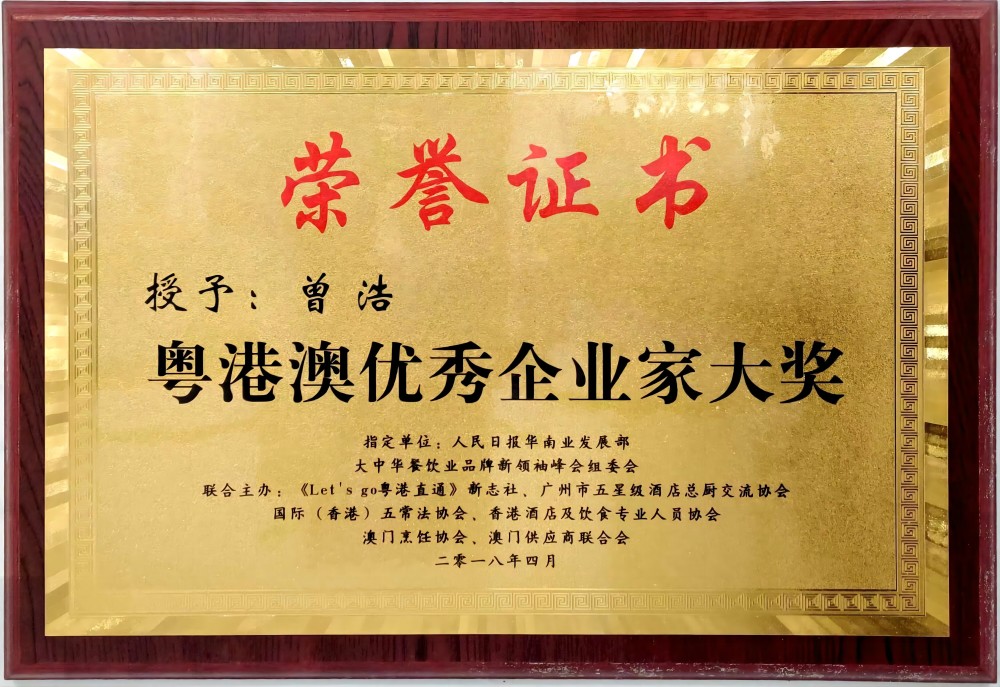 荣誉证书
授予：曾浩
粤港澳优秀企业家大奖
指定单位：人民日报华南业发展部
大中华餐饮业品牌新领袖峰会组委会
联合主办：《Let's go粤港直通》新志社、广州市五星级酒店总厨交流协会
国际（香港）五常法协会、香港酒店及饮食专业人员协会
澳门烹饪协会、澳门供应商联合会
二零一八年四月